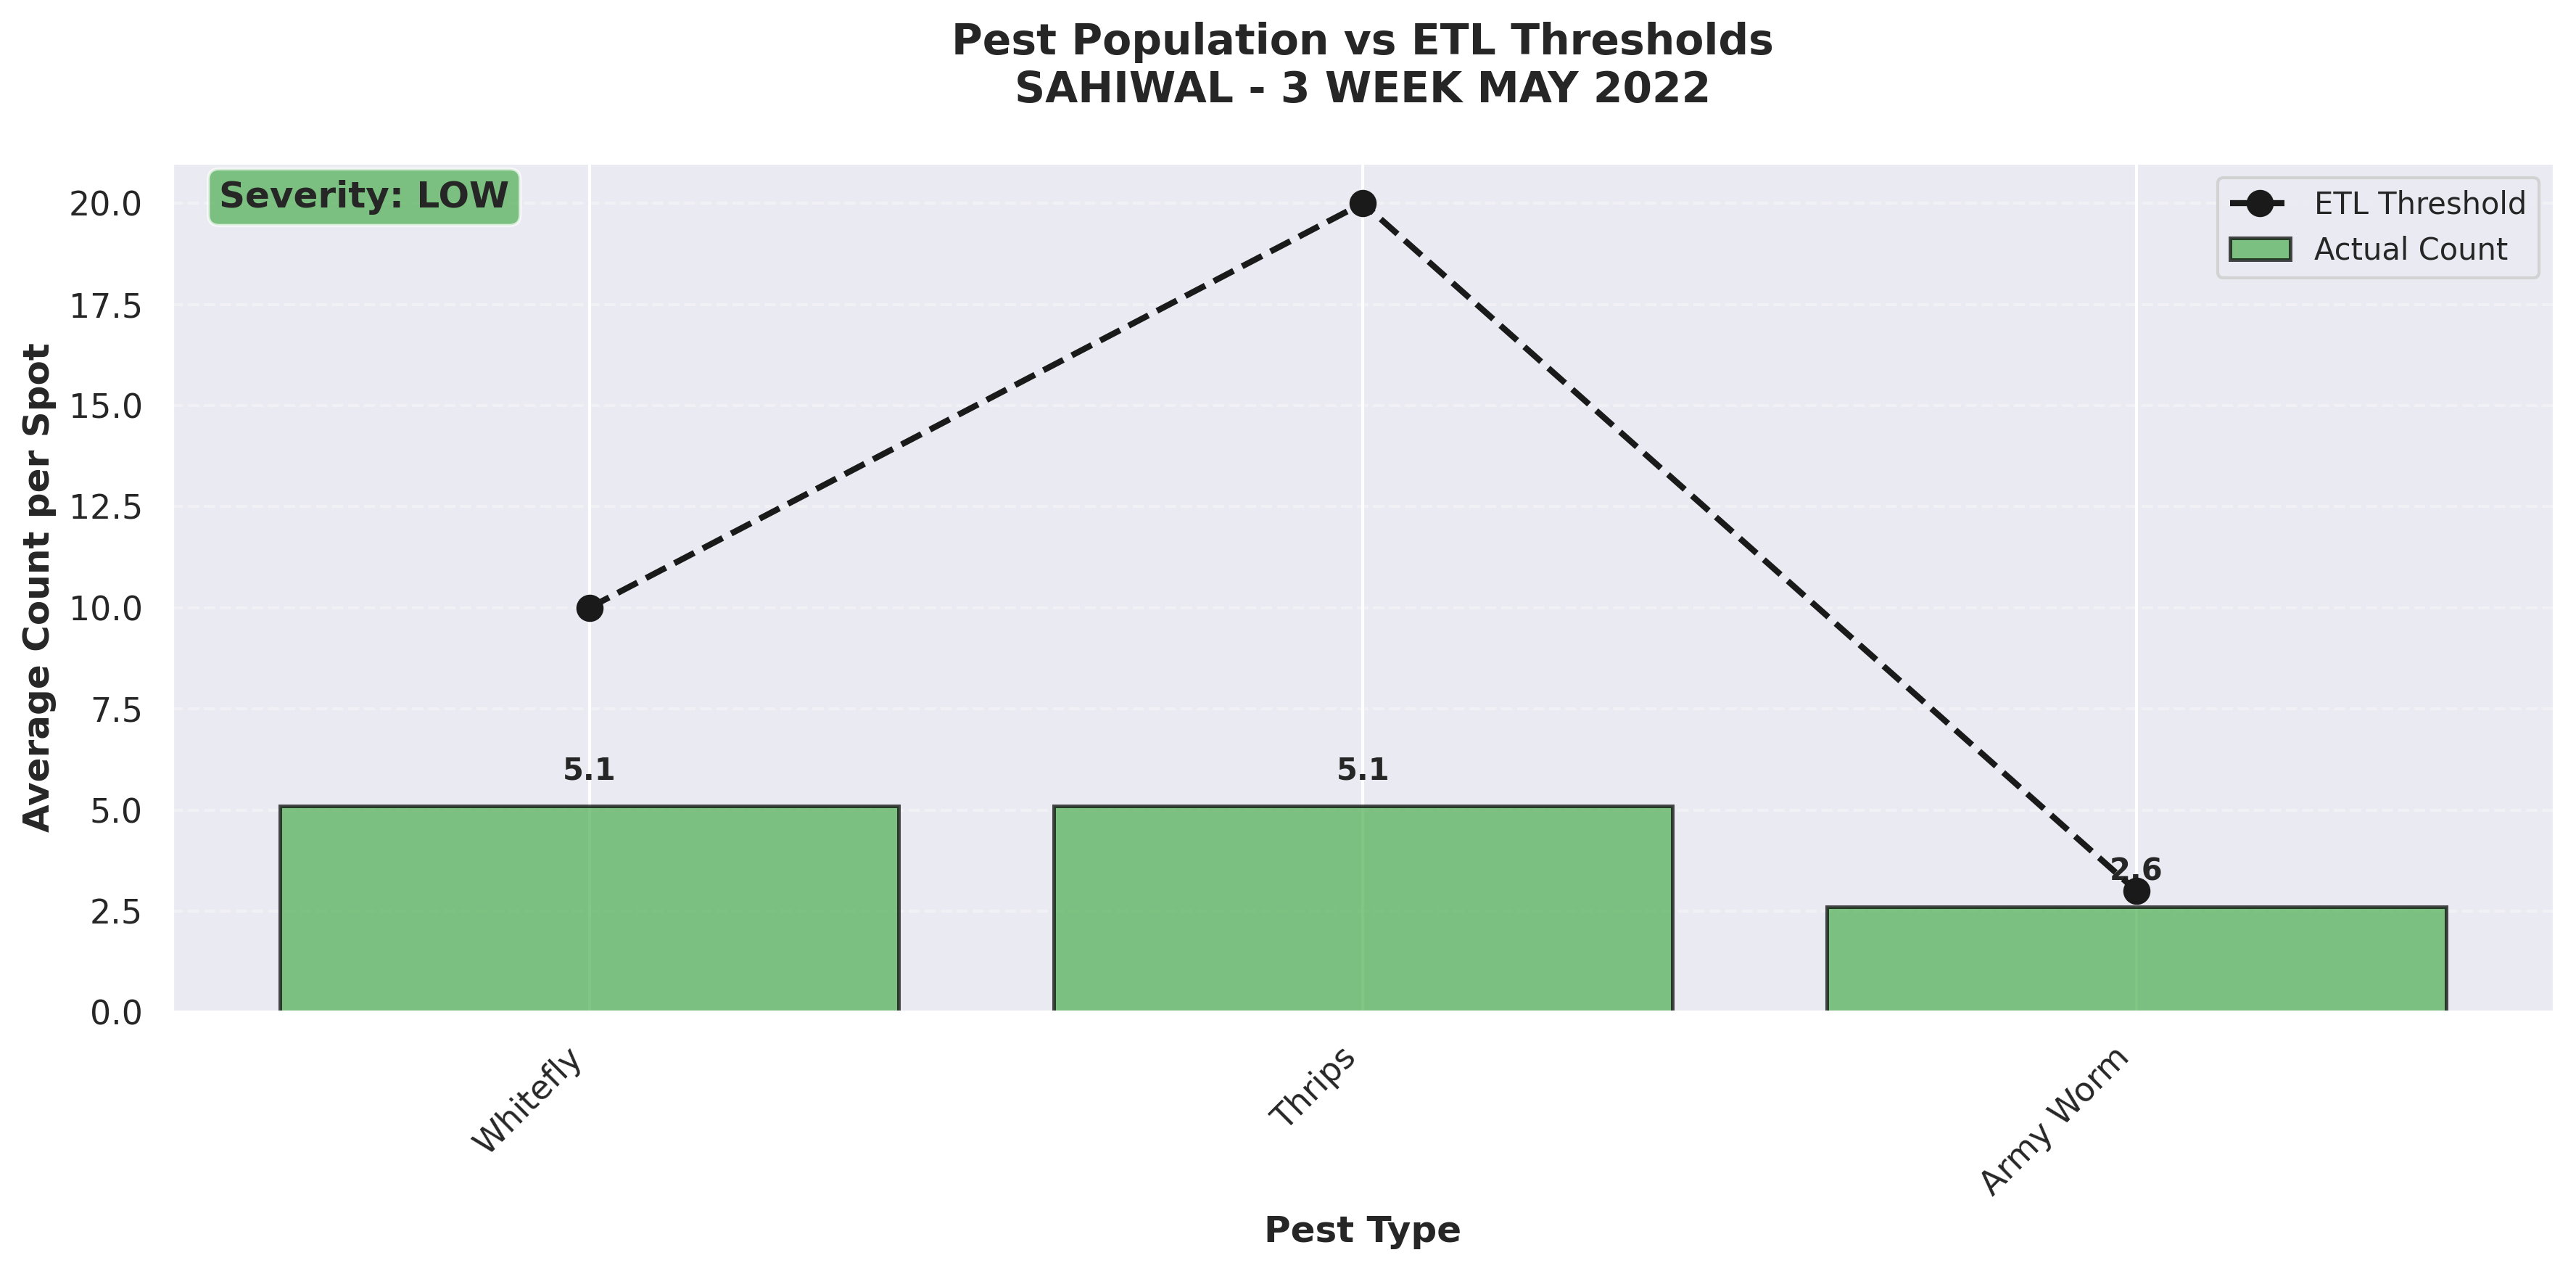 Pest Population vs ETL Thresholds
SAHIWAL - 3 WEEK MAY 2022
Severity: LOW
ETL Threshold
Actual Count
Average Count per Spot
20.0
17.5
15.0
12.5
10.0
7.5
5.0
2.5
0.0
5.1
5.1
2.6
Whitefly
Thrips
Army Worm
Pest Type